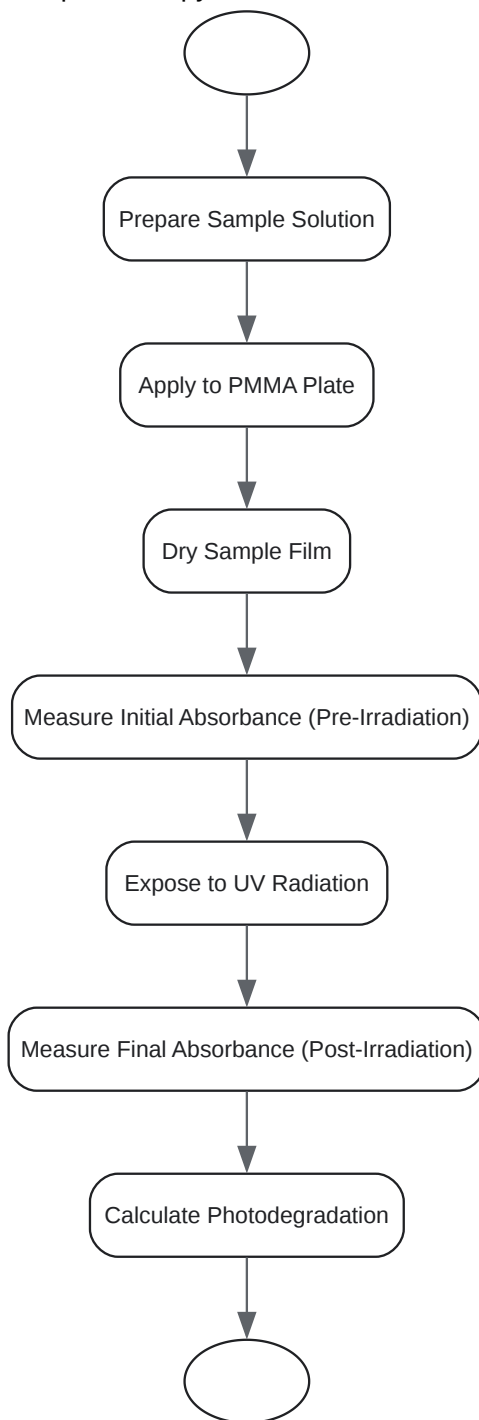 Prepare Sample Solution
Apply to PMMA Plate
Dry Sample Film
Measure Initial Absorbance (Pre-Irradiation)
Expose to UV Radiation
Measure Final Absorbance (Post-Irradiation)
Calculate Photodegradation